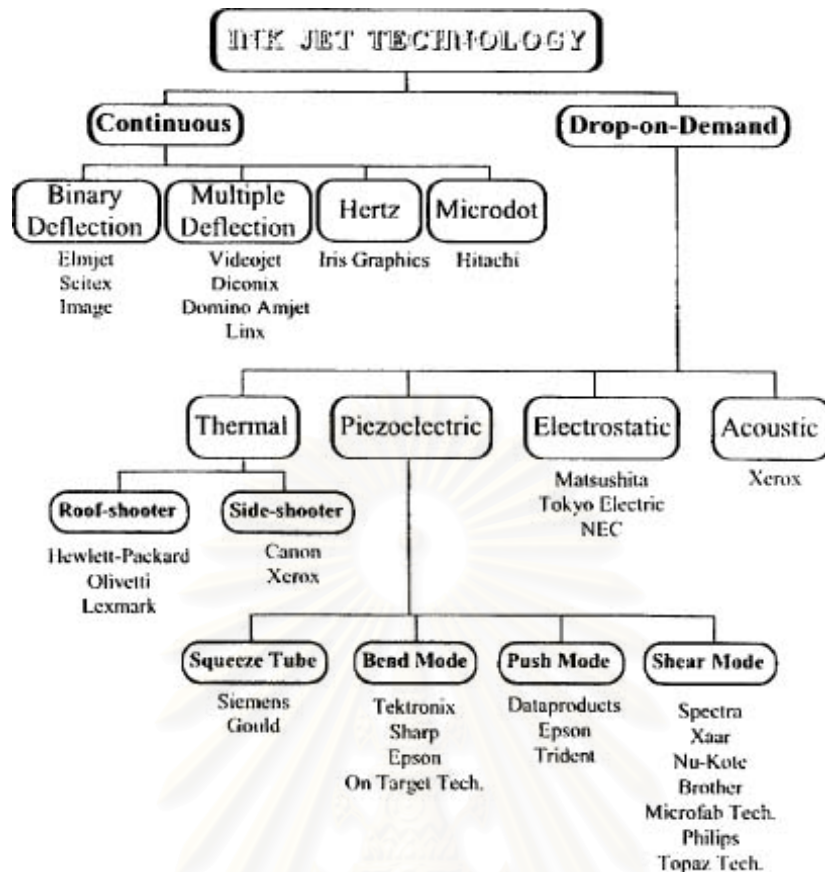 INK JET TECHNOLOGY
Continuous
Drop-on-Demand
Binary
Deflection
Elmjet
Scitex
Image
Multiple
Deflection
Videojet
Diconix
Domino Amjet
Linx
Hertz
Iris Graphics
Microdot
Hitachi
Thermal
Roof-shooter
Hewlett-Packard
Olivetti
Lexmark
Side-shooter
Canon
Xerox
Piezoelectric
Squeeze Tube
Siemens
Gould
Bend Mode
Tektronix
Sharp
Epson
On Target Tech.
Push Mode
Dataproducts
Epson
Trident
Shear Mode
Spectra
Xaar
Nu-Kote
Brother
Microfab Tech.
Philips
Topaz Tech.
Electrostatic
Matsushita
Tokyo Electric
NEC
Acoustic
Xerox